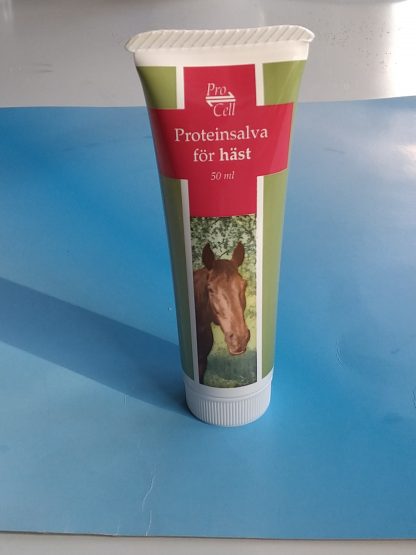 Pro
Cell
Proteinsalva
för häst
50 ml